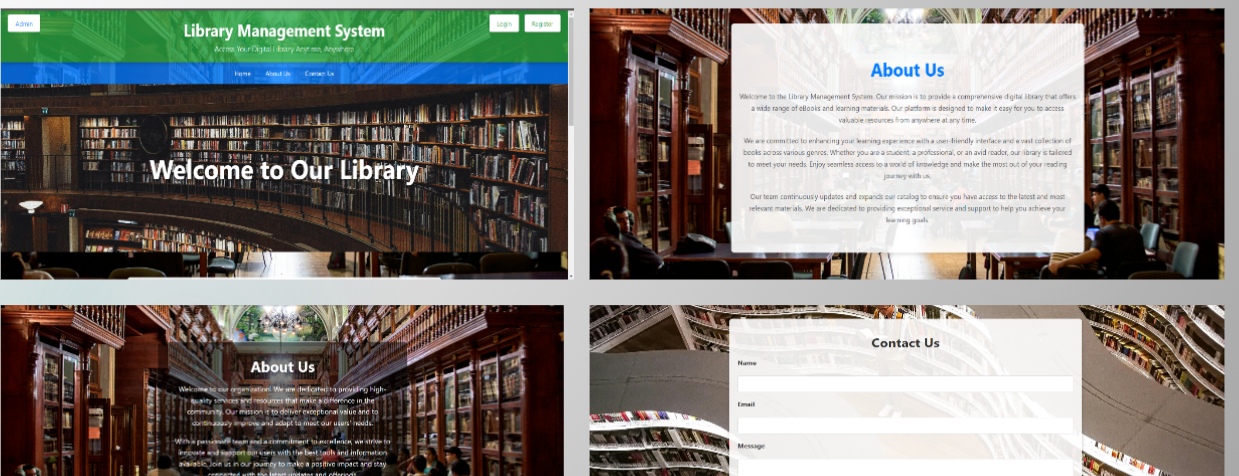 Admin
Library Management System
Login
Register
Access Your Digital Library Anytime, Anywhere
Home
About Us
Contact Us
Welcome to Our Library
About Us
Welcome to the Library Management System. Our mission is to provide a comprehensive digital library that offers
a wide range of eBooks and learning materials. Our platform is designed to make it easy for you to access
valuable resources from anywhere at any time.
We are committed to enhancing your learning experience with a user-friendly interface and a vast collection of
books across various genres. Whether you are a student, a professional, or an avid reader, our library is tailored
to meet your needs. Enjoy seamless access to a world of knowledge and make the most out of your reading
journey with us.
Our team continuously updates and expands our catalog to ensure you have access to the latest and most
relevant materials. We are dedicated to providing exceptional service and support to help you achieve your
learning goals.
About Us
Welcome to our organization! We are dedicated to providing high-
quality services and resources that make a difference in the
community. Our mission is to deliver exceptional value and to
continuously improve and adapt to meet our users' needs.
With a passionate team and a commitment to excellence, we strive to
innovate and support our users with the best tools and information
available. Join us in our journey to make a positive impact and stay
connected with the latest updates and offerings.
Contact Us
Name
Email
Message